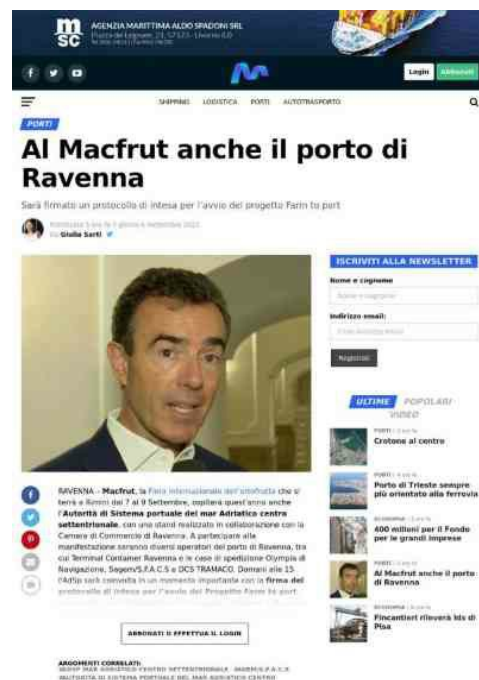 msc
AGENZIA MARITTIMA ALDO SPADONI SRL
Login
Abbonati
SHIPPING LOGISTICA PORTI AUTOTRASPORTO
PORTI
Al Macfrut anche il porto di
Ravenna
Sarà firmato un protocollo di intesa per l'avvio del progetto Farm to port
Giulia Sarti
ISCRIVITI ALLA NEWSLETTER
Nome e cognome
Nome e cognome
Indirizzo email:
Registrati
ULTIME POPOLARI
VIDEO
PORTI
Crotone al centro
PORTI
Porto di Trieste sempre
più orientato alla ferrovia
ECONOMIA
400 milioni per il Fondo
per le grandi imprese
PORTI
Al Macfrut anche il porto
di Ravenna
ECONOMIA
Fincantieri rileverà Ids di
Pisa
RAVENNA – Macfrut, la Fiera internazionale dell'ortofrutta che si
terrà a Rimini dal 7 al 9 Settembre, ospiterà quest'anno anche
l'Autorità di Sistema portuale del mar Adriatico centro
settentrionale, con uno stand realizzato in collaborazione con la
Camera di Commercio di Ravenna. A partecipare alla
manifestazione saranno diversi operatori del porto di Ravenna, tra
cui Terminal Container Ravenna e le case di spedizione Olympia di
Navigazione, Sagem/S.F.A.C.S e DCS TRAMACO. Domani alle 15
l'AdSp sarà coinvolta in un momento importante con la firma del
protocollo di intesa per l'avvio del Progetto Farm to port
ABBONATI O EFFETTUA IL LOGIN
ARGOMENTI CORRELATI: